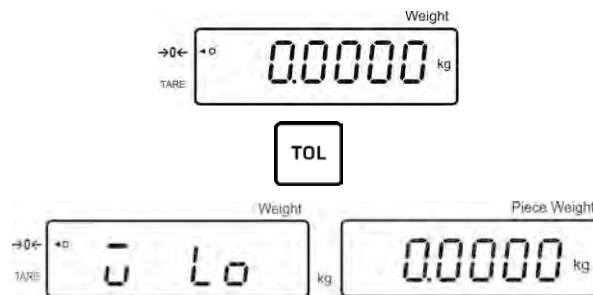 Weight
→0← ◄o 0.0000 kg
TARE
TOL
Weight Piece Weight
→0← ◄o Lo kg 0.0000 kg
TARE